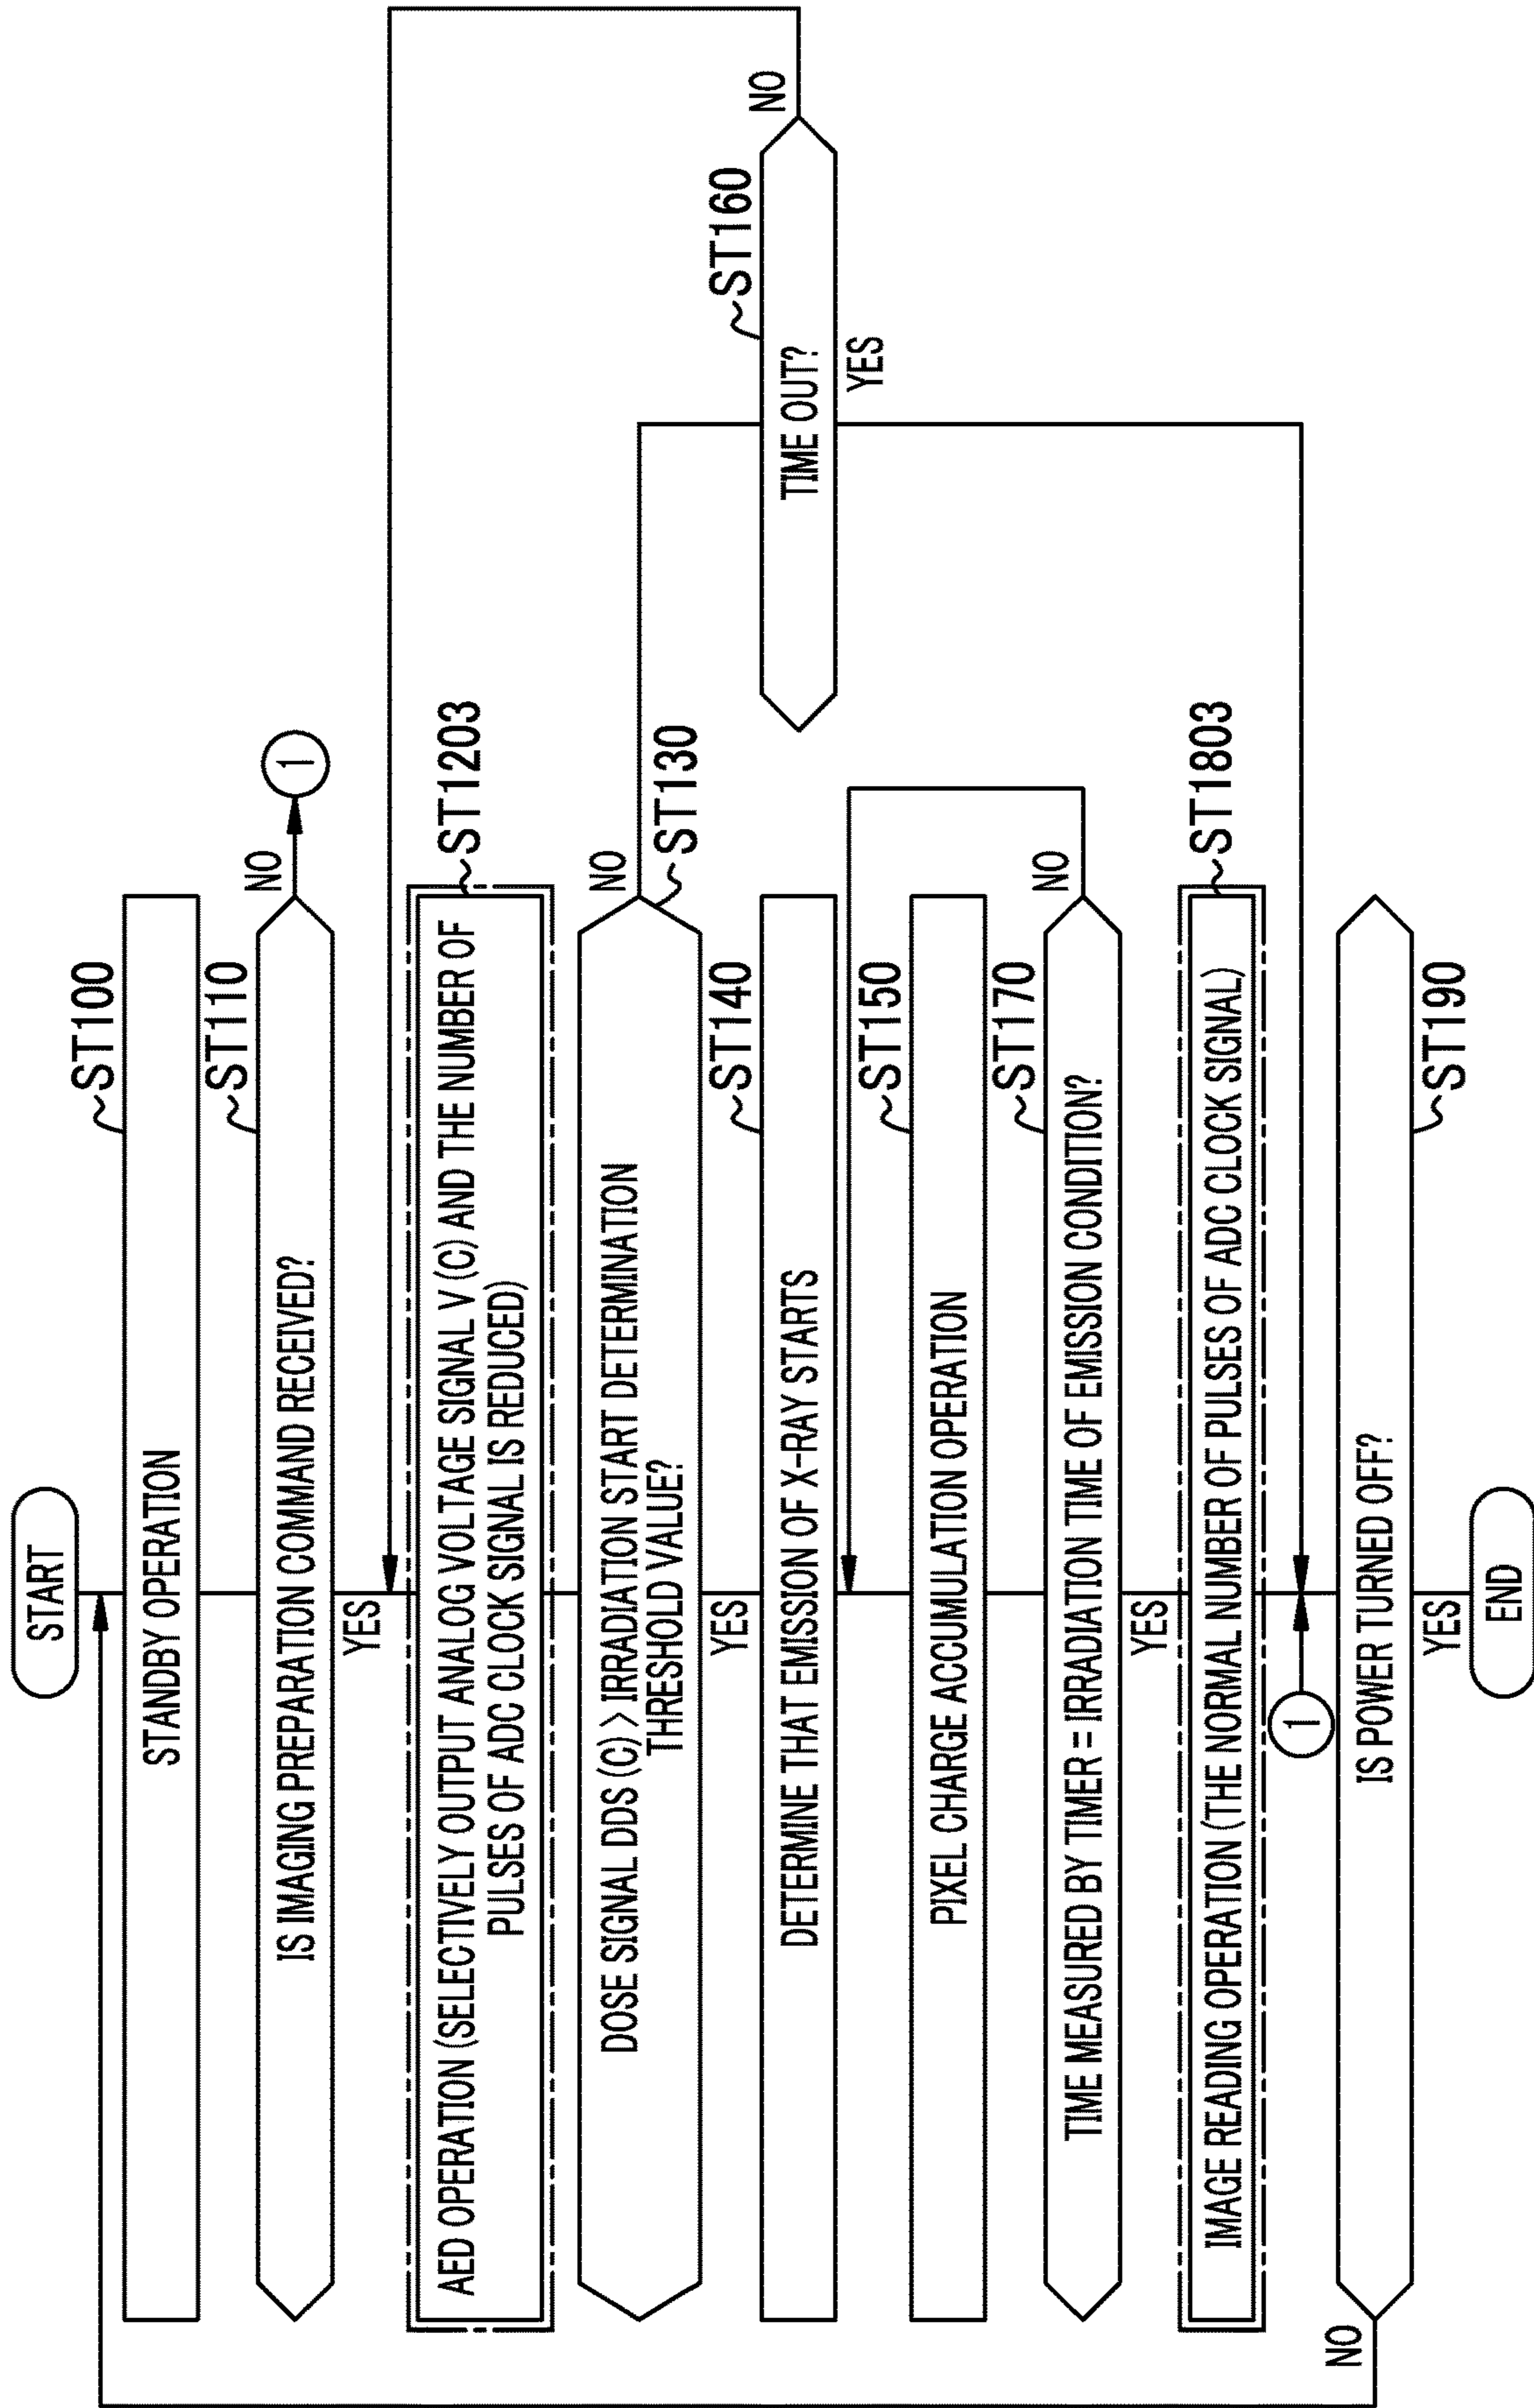 START
STANDBY OPERATION
ST100
IS IMAGING PREPARATION COMMAND RECEIVED?
ST110
NO
1
YES
AED OPERATION (SELECTIVELY OUTPUT ANALOG VOLTAGE SIGNAL V (C) AND THE NUMBER OF
PULSES OF ADC CLOCK SIGNAL IS REDUCED)
ST1203
DOSE SIGNAL DDS (C) > IRRADIATION START DETERMINATION
THRESHOLD VALUE?
NO
ST130
YES
DETERMINE THAT EMISSION OF X-RAY STARTS
ST140
TIME OUT?
ST160
NO
YES
PIXEL CHARGE ACCUMULATION OPERATION
ST150
TIME MEASURED BY TIMER = IRRADIATION TIME OF EMISSION CONDITION?
ST170
NO
YES
IMAGE READING OPERATION (THE NORMAL NUMBER OF PULSES OF ADC CLOCK SIGNAL)
ST1803
1
IS POWER TURNED OFF?
ST190
NO
YES
END